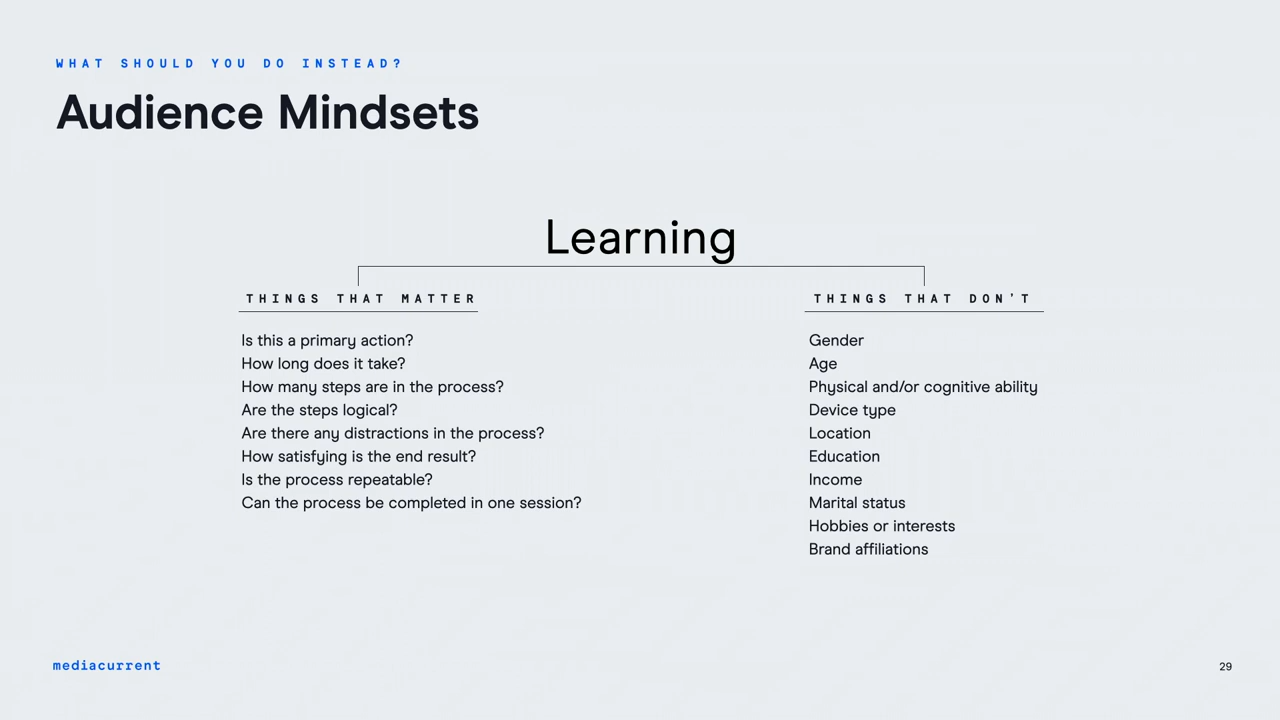 WHAT SHOULD YOU DO INSTEAD?
Audience Mindsets
Learning
THINGS THAT MATTER
Is this a primary action?
How long does it take?
How many steps are in the process?
Are the steps logical?
Are there any distractions in the process?
How satisfying is the end result?
Is the process repeatable?
Can the process be completed in one session?
THINGS THAT DON’T
Gender
Age
Physical and/or cognitive ability
Device type
Location
Education
Income
Marital status
Hobbies or interests
Brand affiliations
mediacurrent
29